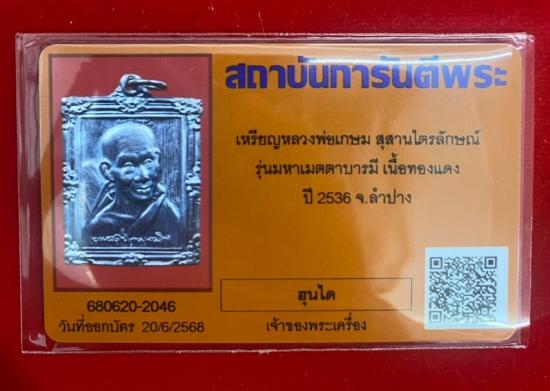 สถาบันการันตีพระ
เหรียญหลวงพ่อเกษม สุสานไตรลักษณ์
รุ่นมหาเมตตาบารมี เนื้อทองแดง
ปี 2536 จ.ลำปาง
680620-2046
วันที่ออกบัตร 20/6/2568
ฮุนได
เจ้าของพระเครื่อง